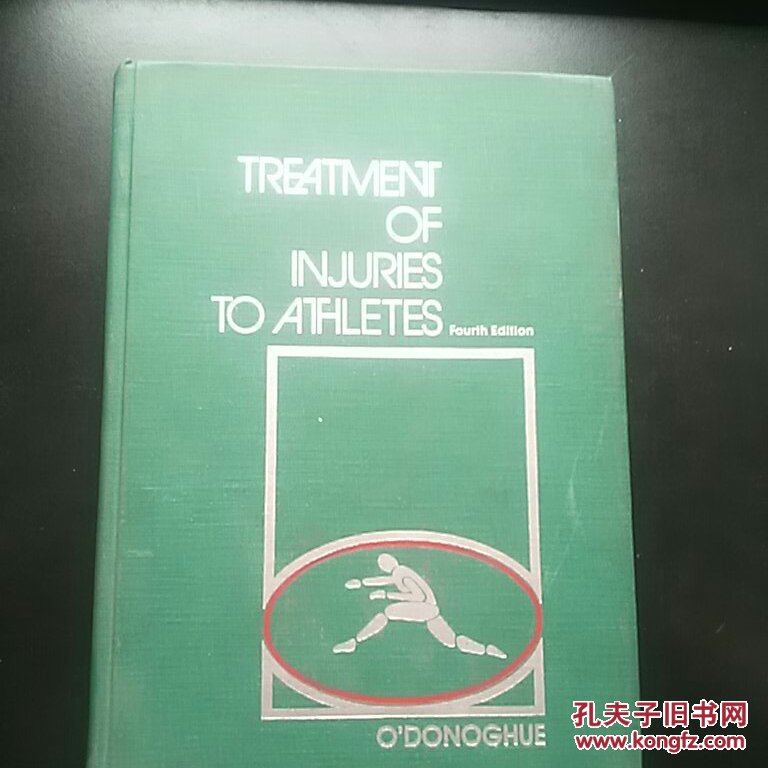 TREATMENT
OF
INJURIES
TO ATHLETES Fourth Edition
O'DONOGHUE
孔夫子旧书网
www.kongfz.com